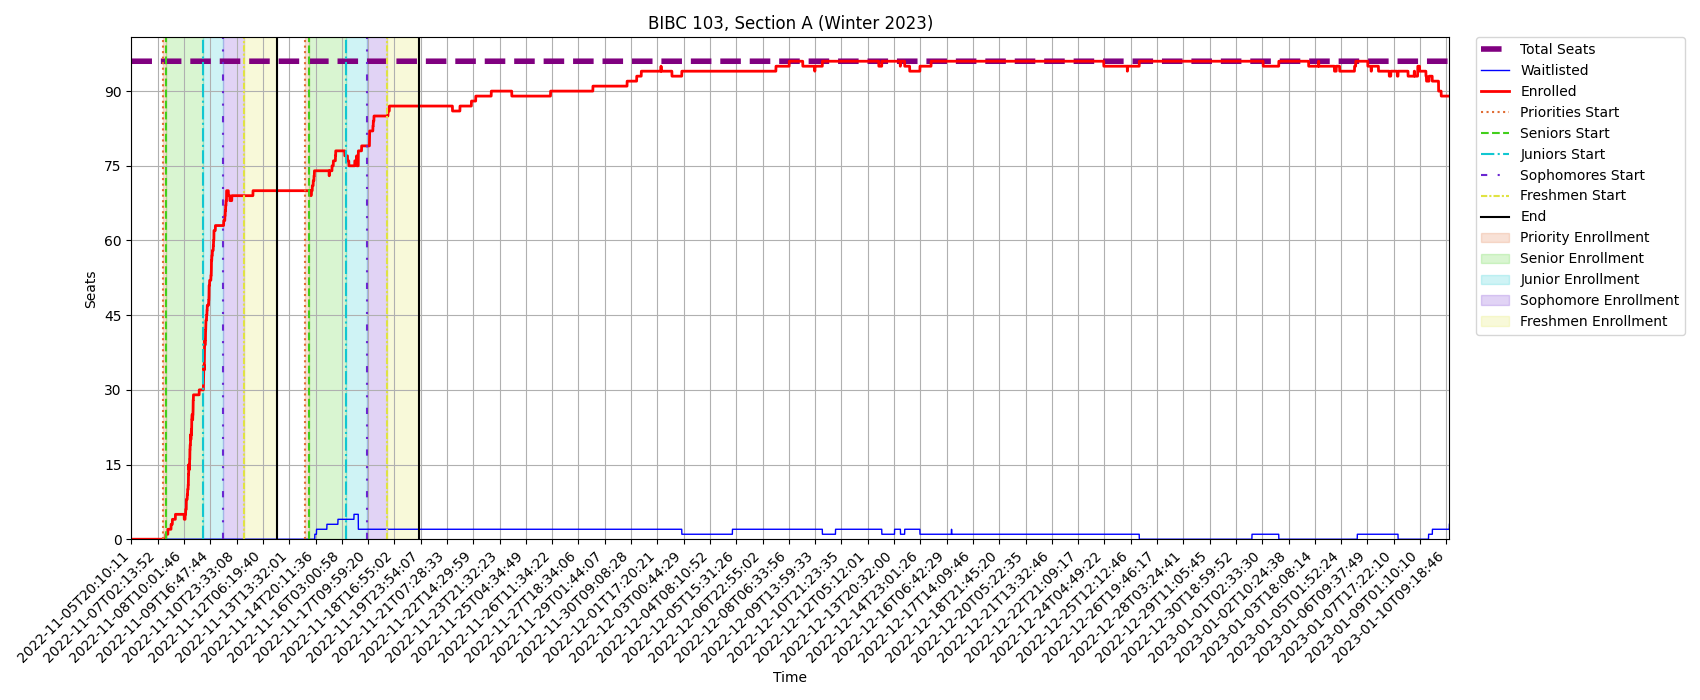 BIBC 103, Section A (Winter 2023)
Seats
90
75
60
45
30
15
0
2022-11-05T20:10:11
2022-11-07T02:13:52
2022-11-08T10:01:46
2022-11-09T16:47:44
2022-11-10T23:33:08
2022-11-12T06:19:40
2022-11-13T13:32:01
2022-11-14T20:11:36
2022-11-16T03:00:58
2022-11-17T09:59:20
2022-11-18T16:55:02
2022-11-19T23:54:07
2022-11-21T07:28:33
2022-11-22T14:29:59
2022-11-23T21:32:23
2022-11-25T04:34:49
2022-11-26T11:34:22
2022-11-27T18:34:06
2022-11-29T01:44:07
2022-11-30T09:08:28
2022-12-01T17:20:21
2022-12-03T00:44:29
2022-12-04T08:10:52
2022-12-05T15:31:26
2022-12-06T22:55:02
2022-12-08T06:33:56
2022-12-09T13:59:33
2022-12-10T21:23:35
2022-12-12T05:12:01
2022-12-13T20:32:00
2022-12-14T23:01:26
2022-12-16T06:42:29
2022-12-17T14:09:46
2022-12-18T21:45:20
2022-12-20T05:22:35
2022-12-21T13:32:46
2022-12-22T21:09:17
2022-12-24T04:49:22
2022-12-25T12:12:46
2022-12-26T19:46:17
2022-12-28T03:24:41
2022-12-29T11:05:45
2022-12-30T18:59:52
2023-01-01T02:33:30
2023-01-02T10:24:38
2023-01-03T18:08:14
2023-01-05T01:52:24
2023-01-06T09:37:49
2023-01-07T17:22:10
2023-01-09T01:10:10
2023-01-10T09:18:46
Time
Total Seats
Waitlisted
Enrolled
Priorities Start
Seniors Start
Juniors Start
Sophomores Start
Freshmen Start
End
Priority Enrollment
Senior Enrollment
Junior Enrollment
Sophomore Enrollment
Freshmen Enrollment